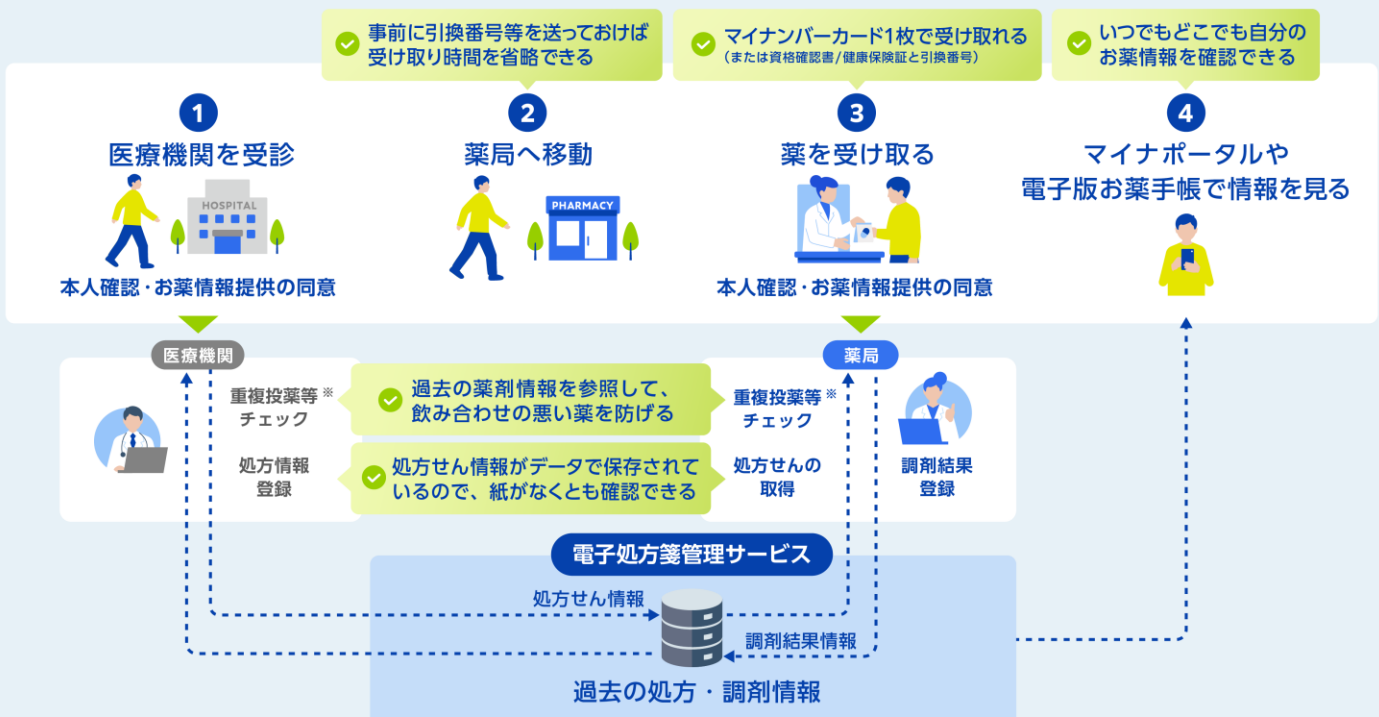 事前に引換番号等を送っておけば
受け取り時間を省略できる
マイナンバーカード1枚で受け取れる
(または資格確認書/健康保険証と引換番号)
いつでもどこでも自分の
お薬情報を確認できる
1
医療機関を受診
HOSPITAL
本人確認・お薬情報提供の同意
2
薬局へ移動
PHARMACY
3
薬を受け取る
本人確認・お薬情報提供の同意
4
マイナポータルや
電子版お薬手帳で情報を見る
医療機関
重複投薬等※
チェック
処方情報
登録
過去の薬剤情報を参照して、
飲み合わせの悪い薬を防げる
処方せん情報がデータで保存されて
いるので、紙がなくとも確認できる
薬局
重複投薬等※
チェック
処方せんの
取得
調剤結果
登録
電子処方箋管理サービス
処方せん情報
調剤結果情報
過去の処方・調剤情報